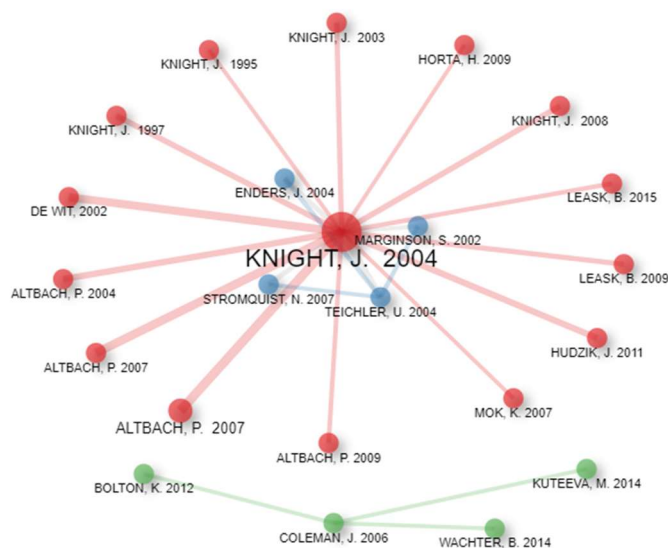 KNIGHT, J. 2003
KNIGHT, J. 1995
HORTA, H. 2009
KNIGHT, J. 1997
KNIGHT, J. 2008
ENDERS, J. 2004
LEASK, B. 2015
DE WIT, 2002
MARGINSON, S. 2002
KNIGHT, J. 2004
LEASK, B. 2009
ALTBACH, P. 2004
STROMQUIST, N. 2007
TEICHLER, U. 2004
HUDZIK, J. 2011
ALTBACH, P. 2007
MOK, K. 2007
ALTBACH, P. 2007
ALTBACH, P. 2009
KUTEEVA, M. 2014
BOLTON, K. 2012
COLEMAN, J. 2006
WACHTER, B. 2014